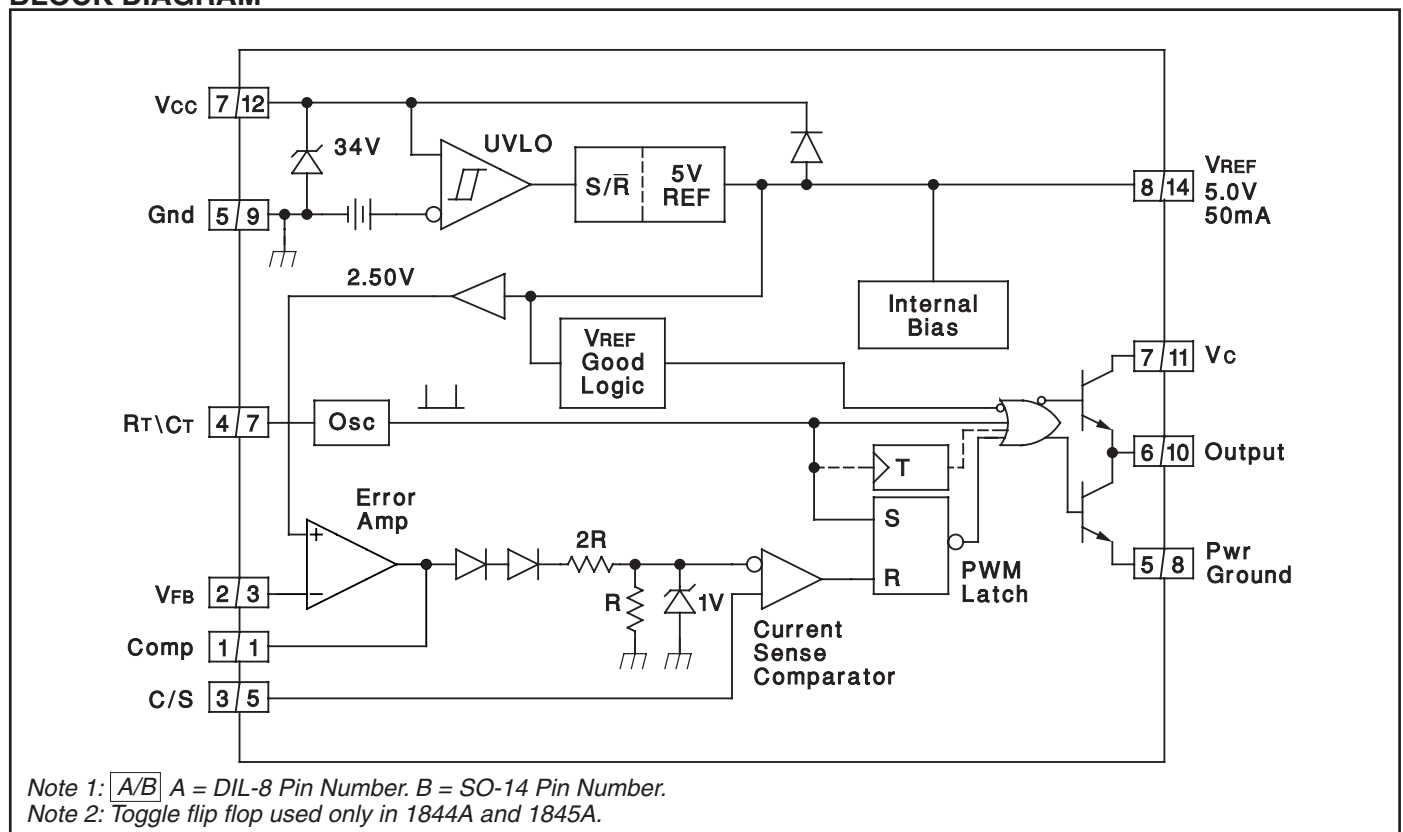 BLOCK DIAGRAM
Vcc 7/12
34V
UVLO
S/R̅
5V
REF
8/14
VREF
5.0V
50mA
Gnd 5/9
2.50V
Internal
Bias
VREF
Good
Logic
7/11 Vc
RT\CT 4/7
Osc
6/10 Output
T
Error
Amp
+
−
2R
S
R
R
1V
PWM
Latch
5/8
Pwr
Ground
VFB 2/3
Comp 1/1
Current
Sense
Comparator
C/S 3/5
Note 1: A/B A = DIL-8 Pin Number. B = SO-14 Pin Number.
Note 2: Toggle flip flop used only in 1844A and 1845A.